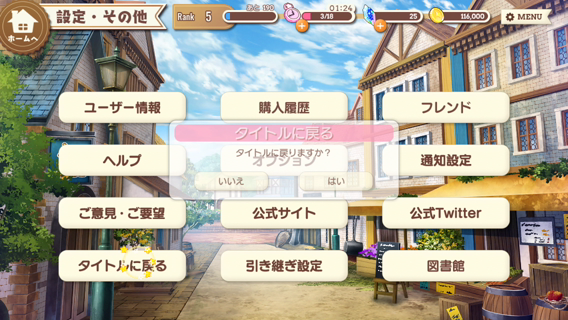 設定・その他
ホームへ
Rank 5
あと 190
01:24
3/18
25
116,000
MENU
ユーザー情報
購入履歴
フレンド
タイトルに戻る
タイトルに戻りますか？
ヘルプ
オプション
通知設定
いいえ
はい
ご意見・ご要望
公式サイト
公式Twitter
タイトルに戻る
引き継ぎ設定
図書館